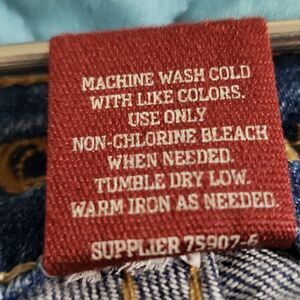 MACHINE WASH COLD
WITH LIKE COLORS.
USE ONLY
NON-CHLORINE BLEACH
WHEN NEEDED.
TUMBLE DRY LOW.
WARM IRON AS NEEDED.
SUPPLIER 75907-6